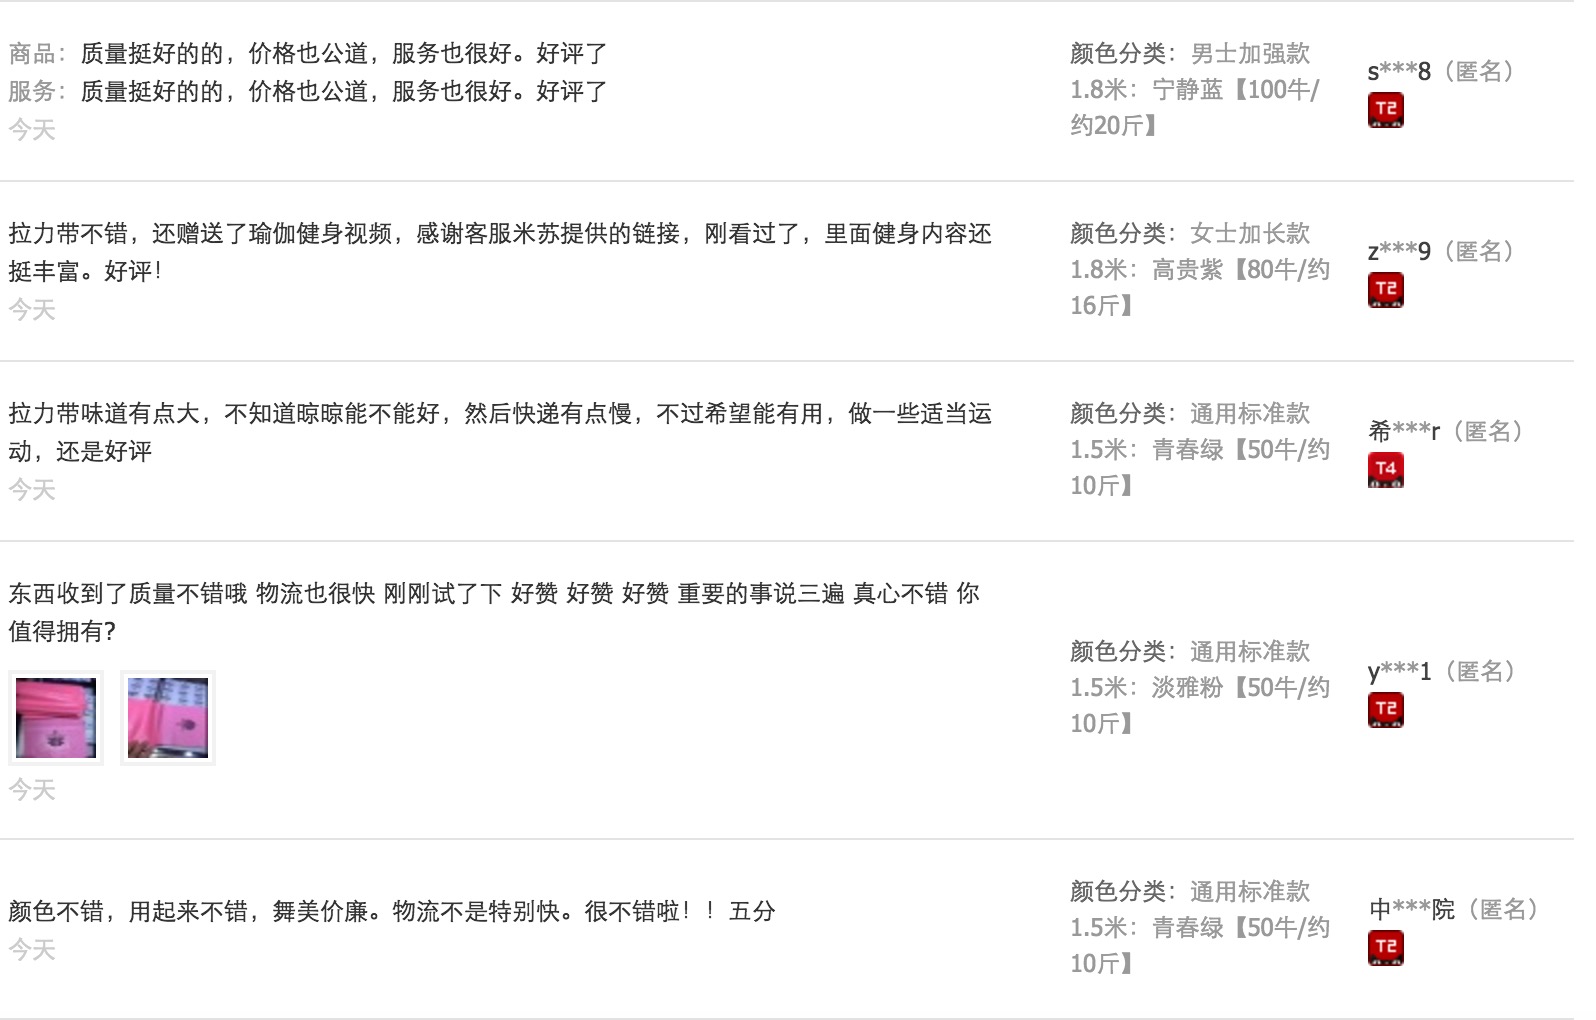 商品：质量挺好的的，价格也公道，服务也很好。好评了
服务：质量挺好的的，价格也公道，服务也很好。好评了
今天
颜色分类：男士加强款
1.8米：宁静蓝【100牛/
约20斤】
s***8（匿名）
T2
拉力带不错，还赠送了瑜伽健身视频，感谢客服米苏提供的链接，刚看过了，里面健身内容还
挺丰富。好评！
今天
颜色分类：女士加长款
1.8米：高贵紫【80牛/约
16斤】
z***9（匿名）
T2
拉力带味道有点大，不知道晾晾能不能好，然后快递有点慢，不过希望能有用，做一些适当运
动，还是好评
今天
颜色分类：通用标准款
1.5米：青春绿【50牛/约
10斤】
希***r（匿名）
T4
东西收到了质量不错哦 物流也很快 刚刚试了下 好赞 好赞 好赞 重要的事说三遍 真心不错 你
值得拥有?
今天
颜色分类：通用标准款
1.5米：淡雅粉【50牛/约
10斤】
y***1（匿名）
T2
颜色不错，用起来不错，舞美价廉。物流不是特别快。很不错啦！！五分
今天
颜色分类：通用标准款
1.5米：青春绿【50牛/约
10斤】
中***院（匿名）
T2